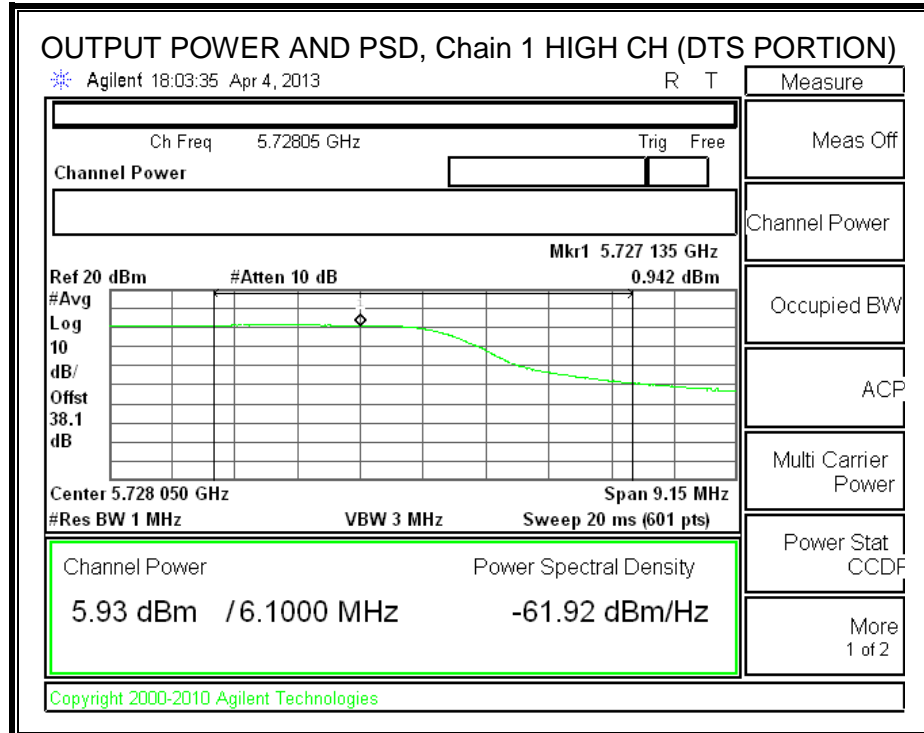 OUTPUT POWER AND PSD, Chain 1 HIGH CH (DTS PORTION)
Agilent 18:03:35 Apr 4, 2013 R T
Measure
Ch Freq 5.72805 GHz Trig Free
Channel Power
Mkr1 5.727 135 GHz
Ref 20 dBm #Atten 10 dB 0.942 dBm
#Avg
Log
10
dB/
Offst
38.1
dB
1
Center 5.728 050 GHz Span 9.15 MHz
#Res BW 1 MHz VBW 3 MHz Sweep 20 ms (601 pts)
Channel Power Power Spectral Density
5.93 dBm /6.1000 MHz -61.92 dBm/Hz
Copyright 2000-2010 Agilent Technologies
Meas Off
Channel Power
Occupied BW
ACP
Multi Carrier
Power
Power Stat
CCDF
More
1 of 2